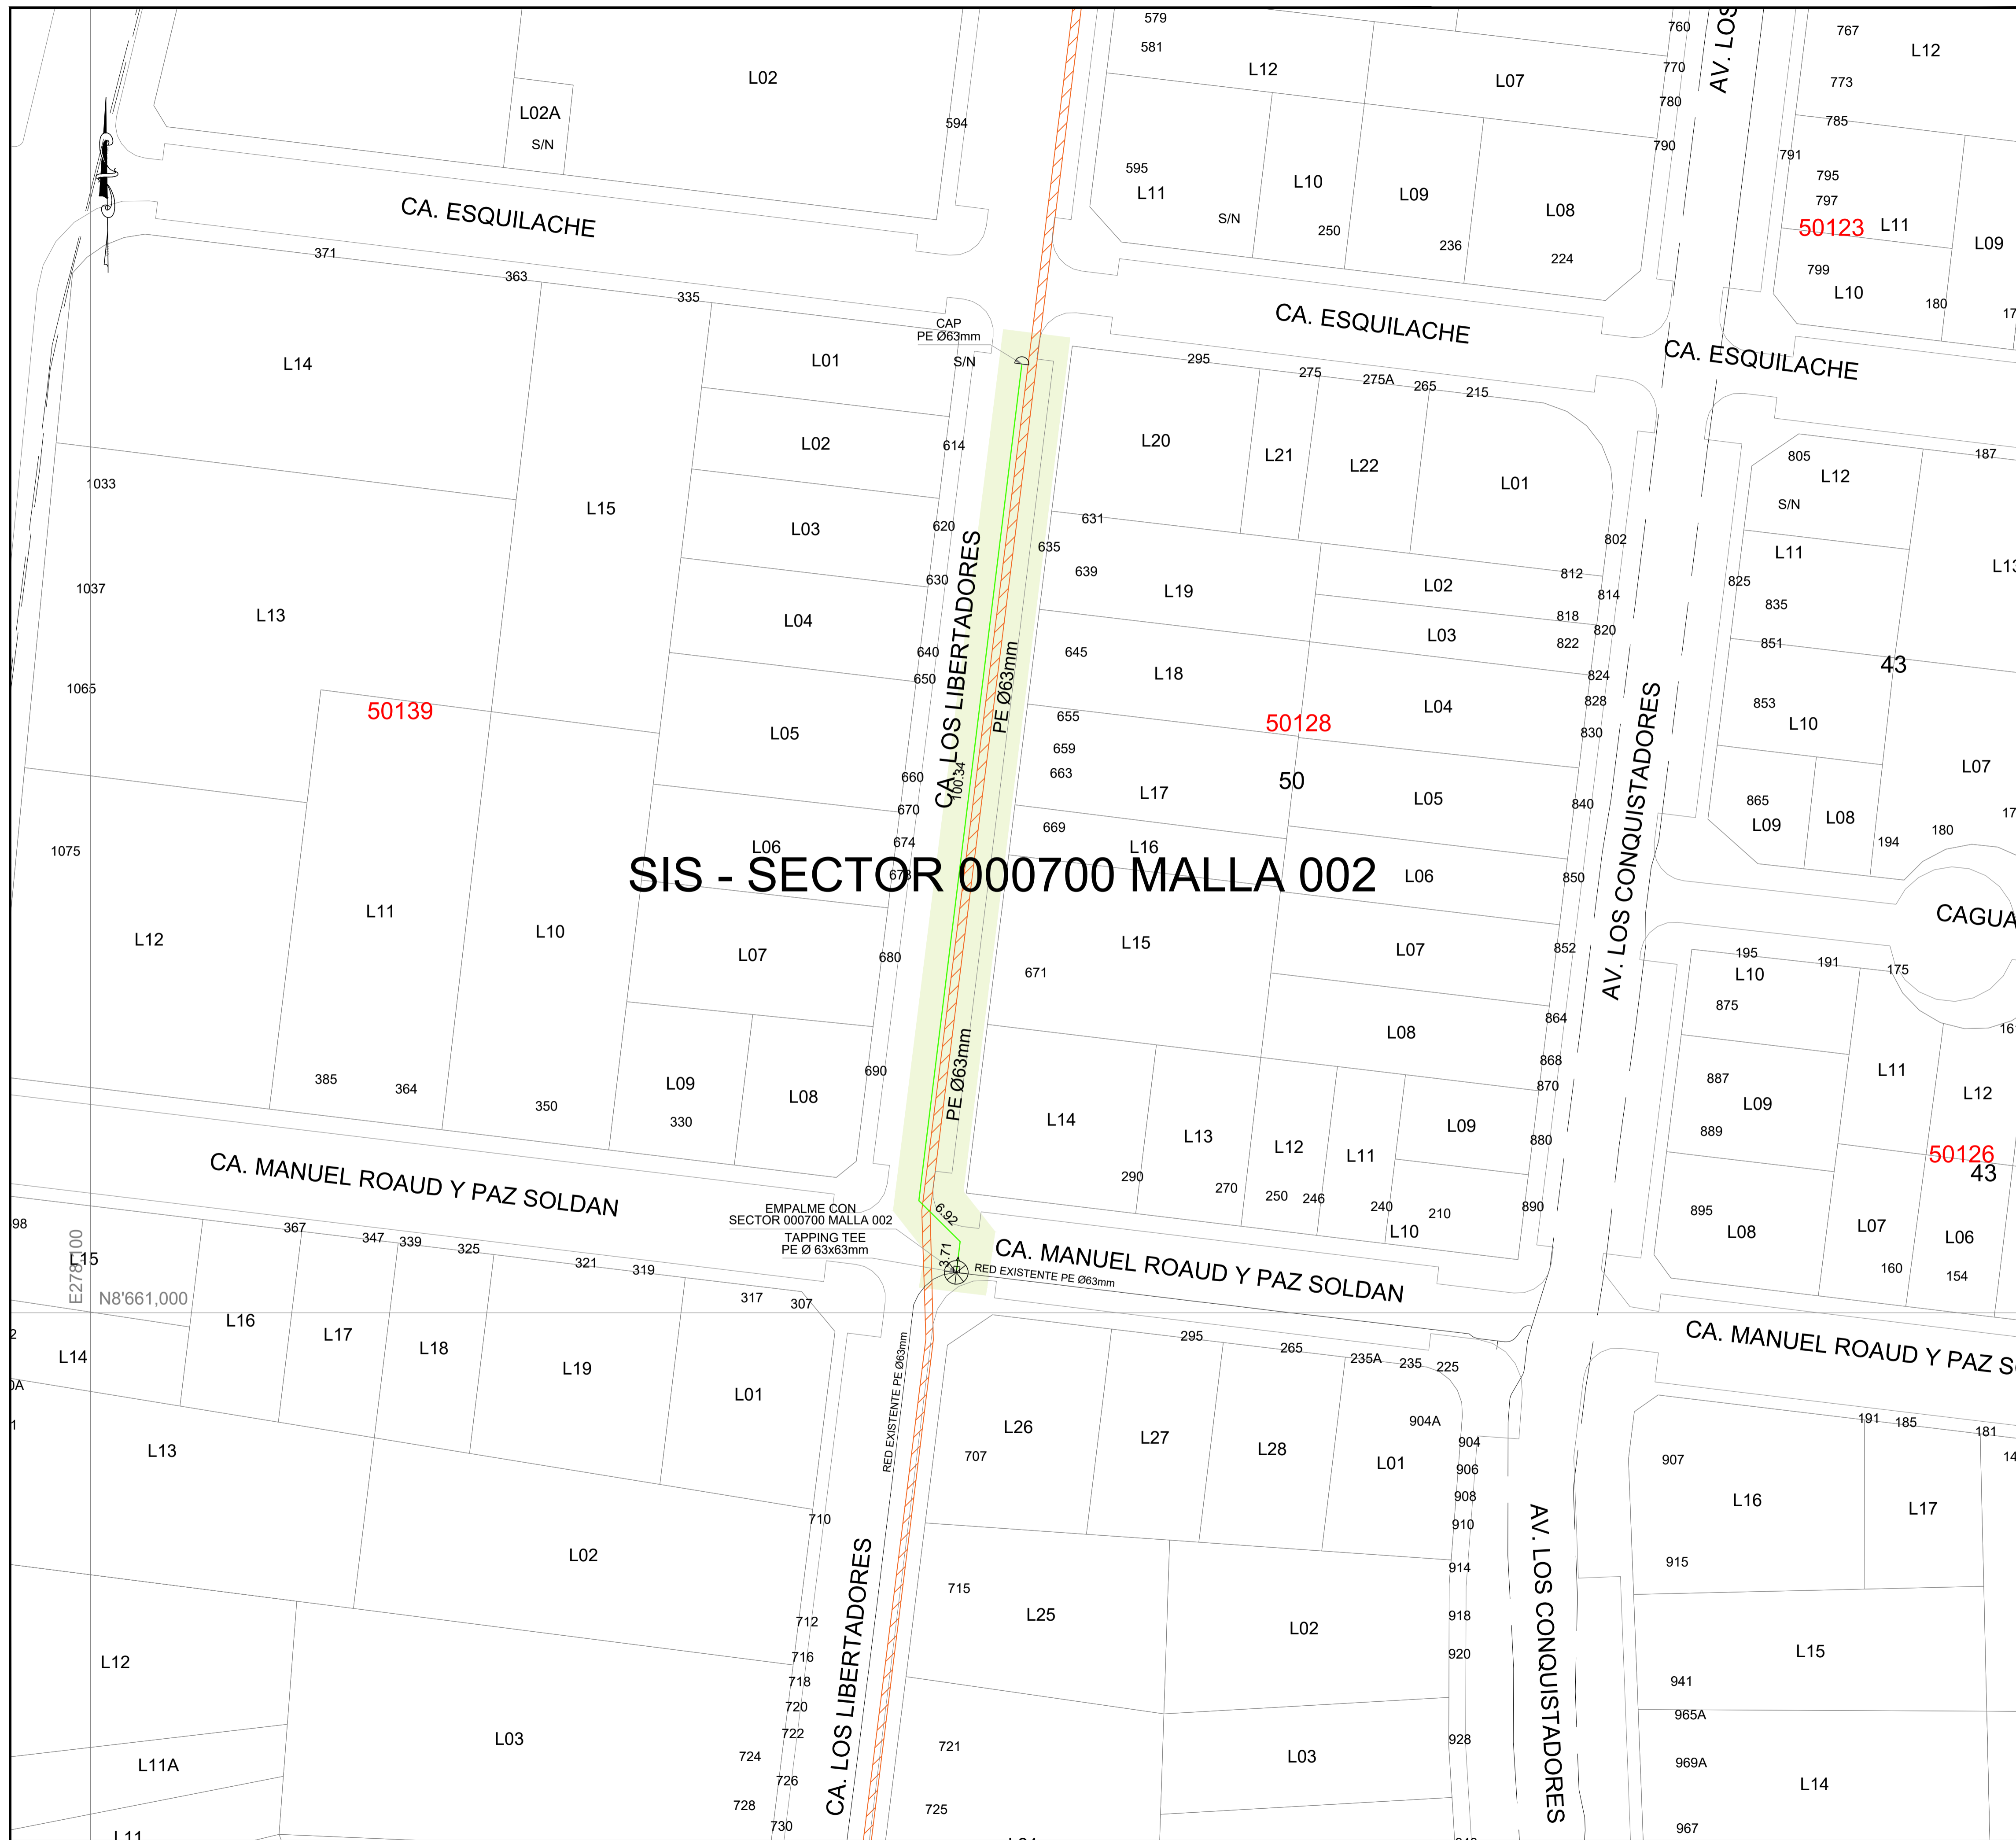 579
581
L12
L07
760
770
780
790
AV. LOS
767
L12
773
785
791
795
797
50123
L11
L09
799
L10
180
L02
L02A
S/N
594
595
L11
S/N
L10
250
L09
236
L08
224
CA. ESQUILACHE
CA. ESQUILACHE
CA. ESQUILACHE
371
363
335
CAP
PE Ø63mm
S/N
L14
L01
L02
614
L15
L03
620
630
L04
640
650
L05
660
670
674
L06
678
L07
680
690
L09
330
L08
1033
1037
L13
1065
50139
1075
L12
L11
L10
385
364
350
CA. LOS LIBERTADORES
100.34
PE Ø63mm
PE Ø63mm
295
275
275A
265
215
L20
L21
L22
L01
631
635
639
L19
802
812
L02
814
818
820
L03
822
645
L18
824
828
L04
830
655
659
663
50128
50
L17
L05
840
669
L16
L06
850
SIS - SECTOR 000700 MALLA 002
L15
671
L07
852
L08
864
868
870
L14
290
L13
270
L12
250
246
L11
240
L09
880
210
L10
890
AV. LOS CONQUISTADORES
805
L12
S/N
187
L11
825
835
851
43
853
L10
L07
865
L09
L08
180
194
CAGUA
195
191
175
L10
875
887
L09
889
L11
L12
50126
43
895
L08
L07
160
L06
154
CA. MANUEL ROAUD Y PAZ SOLDAN
EMPALME CON
SECTOR 000700 MALLA 002
TAPPING TEE
PE Ø 63x63mm
6.92
3.71
CA. MANUEL ROAUD Y PAZ SOLDAN
RED EXISTENTE PE Ø63mm
RED EXISTENTE PE Ø63mm
E278,100
N8'661,000
98
L15
367
347
339
325
321
319
317
307
L14
L16
L17
L18
L19
L01
L13
710
L02
L12
712
716
718
720
722
724
726
728
730
L03
L11A
L11
CA. LOS LIBERTADORES
295
265
235A
235
225
L26
707
L27
L28
904A
L01
904
906
908
910
914
918
920
928
715
L25
L02
721
L03
725
AV. LOS CONQUISTADORES
CA. MANUEL ROAUD Y PAZ S
191
185
181
907
L16
L17
915
L15
941
965A
969A
L14
967